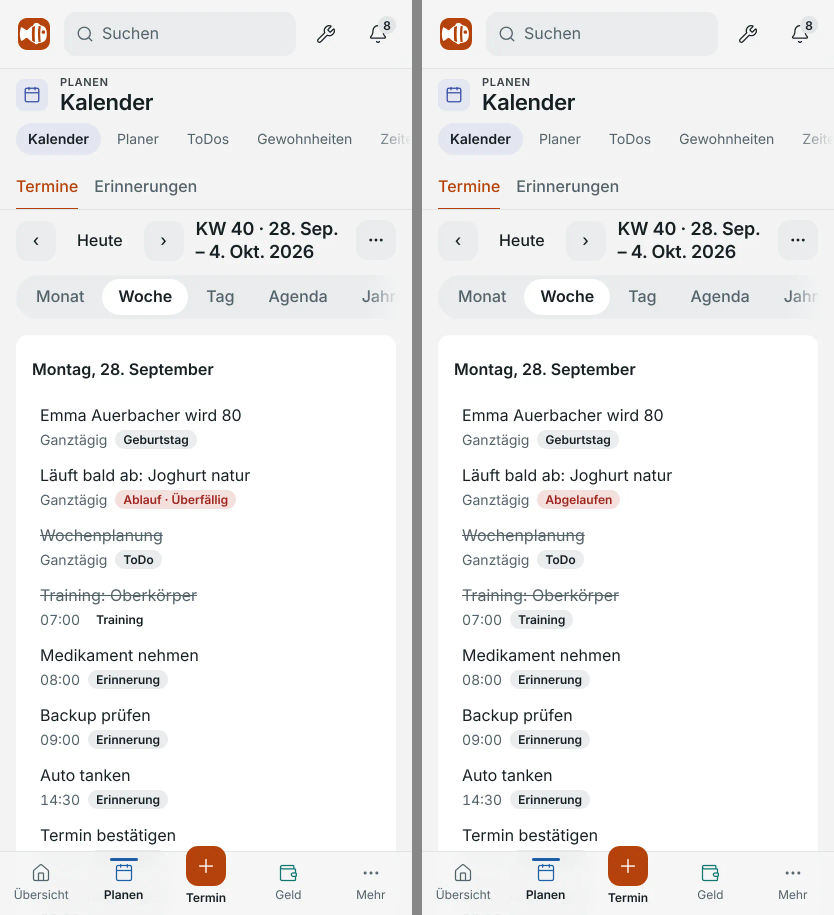 Suchen
8
PLANEN
Kalender
Kalender Planer ToDos Gewohnheiten Zeite
Termine Erinnerungen
‹ Heute › KW 40 · 28. Sep. – 4. Okt. 2026 ···
Monat Woche Tag Agenda Jahr
Montag, 28. September
Emma Auerbacher wird 80
Ganztägig Geburtstag
Läuft bald ab: Joghurt natur
Ganztägig Ablauf · Überfällig
Wochenplanung
Ganztägig ToDo
Training: Oberkörper
07:00 Training
Medikament nehmen
08:00 Erinnerung
Backup prüfen
09:00 Erinnerung
Auto tanken
14:30 Erinnerung
Termin bestätigen
Übersicht Planen Termin Geld Mehr
Suchen
8
PLANEN
Kalender
Kalender Planer ToDos Gewohnheiten Zeite
Termine Erinnerungen
‹ Heute › KW 40 · 28. Sep. – 4. Okt. 2026 ···
Monat Woche Tag Agenda Jahr
Montag, 28. September
Emma Auerbacher wird 80
Ganztägig Geburtstag
Läuft bald ab: Joghurt natur
Ganztägig Abgelaufen
Wochenplanung
Ganztägig ToDo
Training: Oberkörper
07:00 Training
Medikament nehmen
08:00 Erinnerung
Backup prüfen
09:00 Erinnerung
Auto tanken
14:30 Erinnerung
Termin bestätigen
Übersicht Planen Termin Geld Mehr